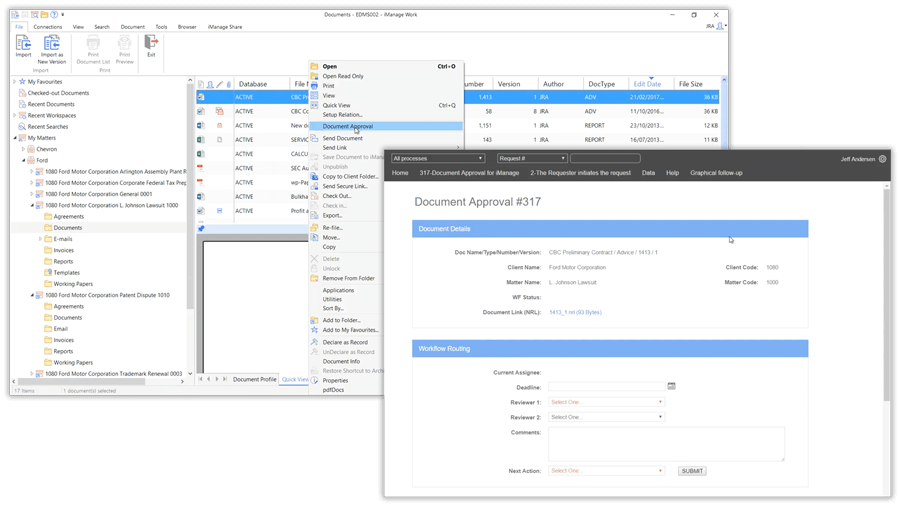 Documents - EDMS002 - iManage Work
File Connections View Search Document Tools Browser iManage Share
JRA
Import
Import as New Version
Print Document List
Print Preview
Exit
Import
Print
My Favourites
Checked-out Documents
Recent Documents
Recent Workspaces
Recent Searches
My Matters
Chevron
Ford
1080 Ford Motor Corporation Arlington Assembly Plant R
1080 Ford Motor Corporation Corporate Federal Tax Prep
1080 Ford Motor Corporation General 0001
1080 Ford Motor Corporation L. Johnson Lawsuit 1000
Agreements
Documents
E-mails
Invoices
Reports
Templates
Working Papers
1080 Ford Motor Corporation Patent Dispute 1010
Agreements
Documents
Email
Invoices
Reports
Working Papers
1080 Ford Motor Corporation Trademark Renewal 0003
17 items 1 document(s) selected
Database File N umber Version Author DocType Edit Date File Size
ACTIVE CBC Pr 1,413 1 JRA ADV 21/02/2017... 36 KB
ACTIVE CBC Co 58 8 JRA ADV 11/10/2016 ... 36 KB
ACTIVE New do 1,151 1 JRA REPORT 23/10/2013 ... 12 KB
ACTIVE SERVIC 143 1 JRA REPORT 16/07/2013 ... 11 KB
ACTIVE CALCU
ACTIVE SEC Au
ACTIVE wp-Pag
ACTIVE Bulkha
ACTIVE Profit a
Document Profile Quick View
Open Ctrl+O
Open Read Only
Print
View
Quick View Ctrl+Q
Setup Relation...
Document Approval
Send Document
Send Link
Save Document to iManage
Unpublish
Copy to Client Folder...
Send Secure Link...
Check Out...
Check in...
Export...
Re-file...
Move...
Copy
Delete
Unlock
Remove From Folder
Applications
Utilities
Sort By...
Add to Folder...
Add to My Favourites...
Declare as Record
UnDeclare as Record
Document Info
Restore Shortcut to Arch
Properties
pdfDocs
All processes Request # Jeff Andersen
Home 317-Document Approval for iManage 2-The Requester initiates the request Data Help Graphical follow-up
Document Approval #317
Document Details
Doc Name/Type/Number/Version: CBC Preliminary Contract / Advice / 1413 / 1
Client Name: Ford Motor Corporation Client Code: 1080
Matter Name: L. Johnson Lawsuit Matter Code: 1000
WF Status:
Document Link (NRL): 1413_1.nrl (93 Bytes)
Workflow Routing
Current Assignee:
Deadline:
Reviewer 1: Select One...
Reviewer 2: Select One...
Comments:
Next Action: Select One... SUBMIT